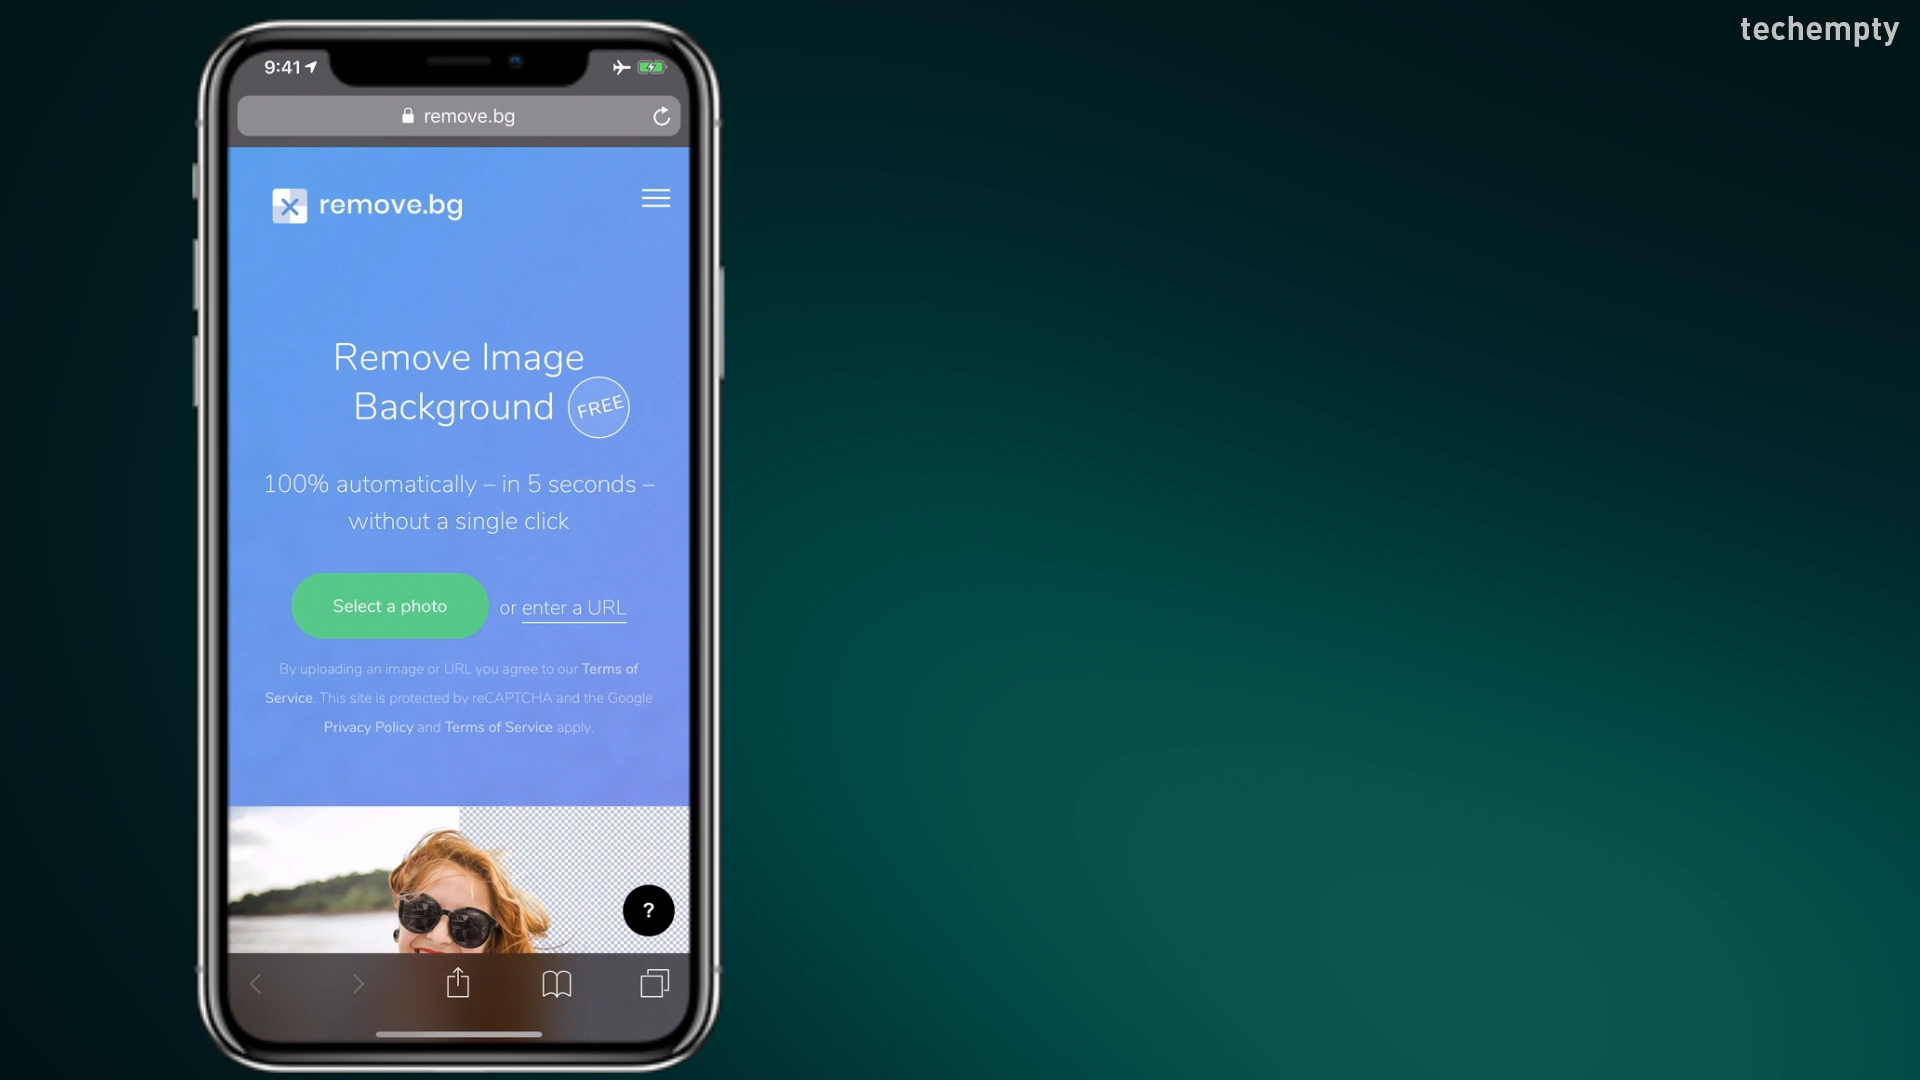 techempty
9:41
remove.bg
remove.bg
Remove Image
Background FREE
100% automatically – in 5 seconds –
without a single click
Select a photo or enter a URL
By uploading an image or URL you agree to our Terms of
Service. This site is protected by reCAPTCHA and the Google
Privacy Policy and Terms of Service apply.
?